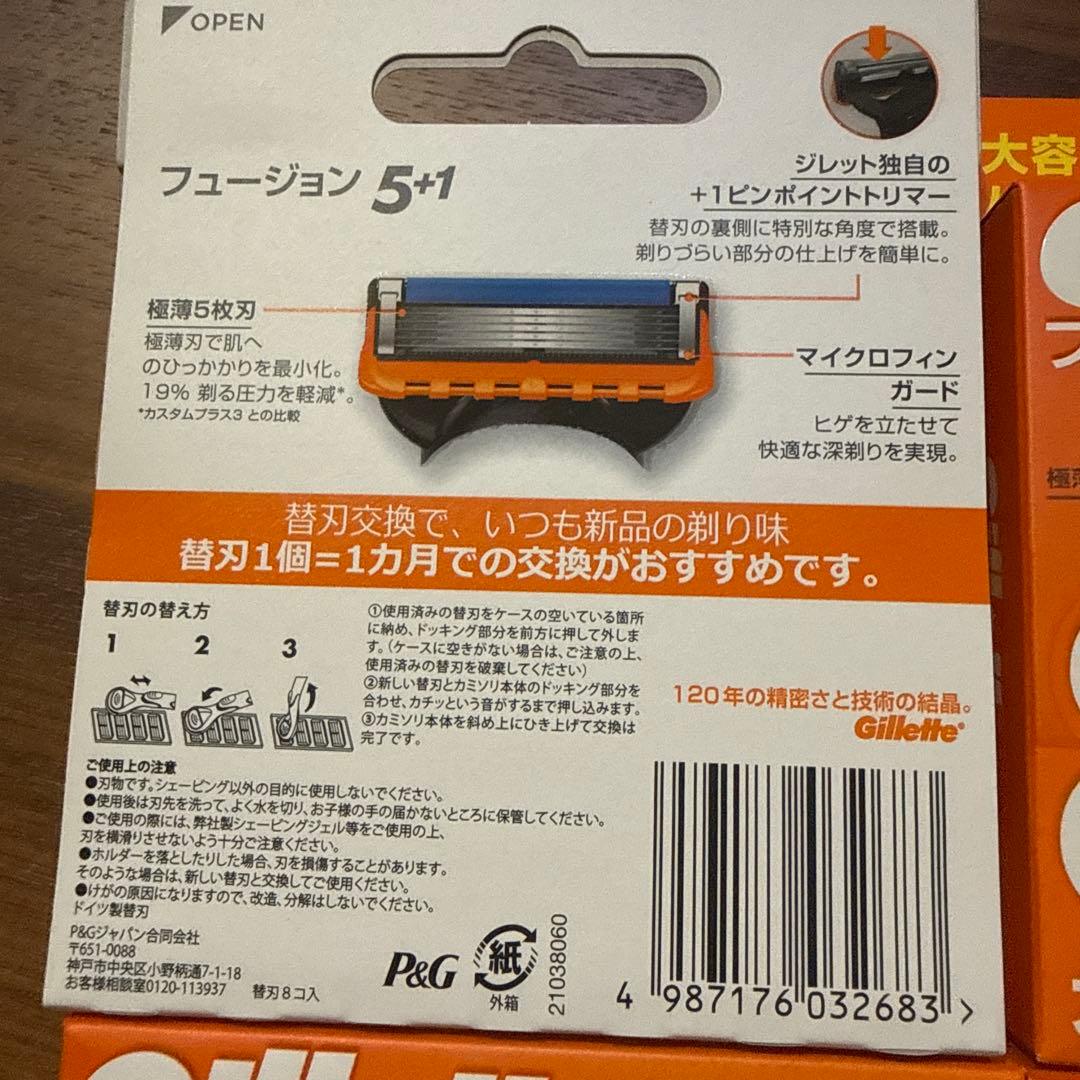 OPEN
フュージョン 5+1
ジレット独自の
+1ピンポイントトリマー
替刃の裏側に特別な角度で搭載。
剃りづらい部分の仕上げを簡単に。
極薄5枚刃
極薄刃で肌へ
のひっかかりを最小化。
19% 剃る圧力を軽減*。
*カスタムプラス3 との比較
マイクロフィン
ガード
ヒゲを立たせて
快適な深剃りを実現。
替刃交換で、いつも新品の剃り味
替刃1個=1カ月での交換がおすすめです。
替刃の替え方
1 2 3
①使用済みの替刃をケースの空いている箇所
に納め、ドッキング部分を前方に押して外しま
す。(ケースに空きがない場合は、ご注意の上、
使用済みの替刃を破棄してください)
②新しい替刃とカミソリ本体のドッキング部分を
合わせ、カチッという音がするまで押し込みます。
③カミソリ本体を斜め上にひき上げて交換は
完了です。
120年の精密さと技術の結晶。
Gillette
ご使用上の注意
●刃物です。シェービング以外の目的に使用しないでください。
●使用後は刃先を洗って、よく水を切り、お子様の手の届かないところに保管してください。
●ご使用の際には、弊社製シェービングジェル等をご使用の上、
刃を横滑りさせないよう十分ご注意ください。
●ホルダーを落としたりした場合、刃を損傷することがあります。
そのような場合は、新しい替刃と交換してご使用ください。
●けがの原因になりますので、改造、分解はしないでください。
ドイツ製替刃
P&Gジャパン合同会社
〒651-0088
神戸市中央区小野柄通7-1-18
お客様相談室0120-113937 替刃8コ入
P&G
紙
外箱
21038060
4 987176 032683 >
大容
極薄